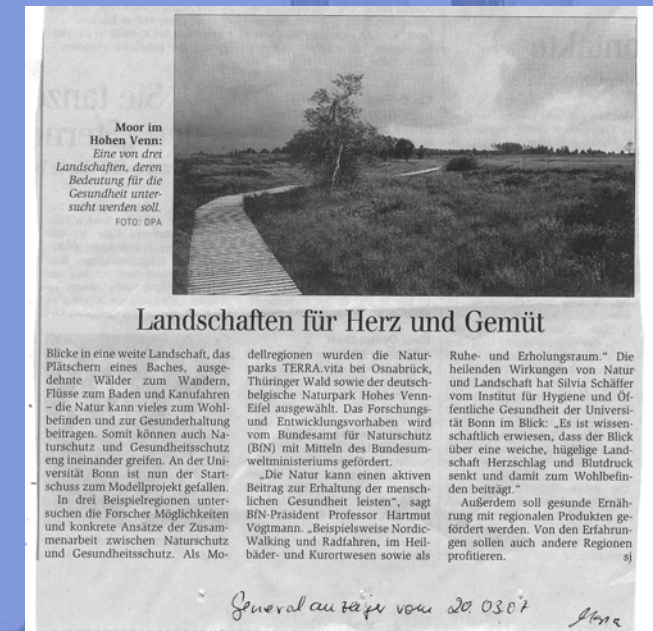 Moor im
Hohen Venn:
Eine von drei
Landschaften, deren
Bedeutung für die
Gesundheit unter-
sucht werden soll.
FOTO: DPA
Landschaften für Herz und Gemüt
Blicke in eine weite Landschaft, das
Plätschern eines Baches, ausge-
dehnte Wälder zum Wandern,
Flüsse zum Baden und Kanufahren
– die Natur kann vieles zum Wohl-
befinden und zur Gesunderhaltung
beitragen. Somit können auch Na-
turschutz und Gesundheitsschutz
eng ineinander greifen. An der Uni-
versität Bonn ist nun der Start-
schuss zum Modellprojekt gefallen.
In drei Beispielregionen unter-
suchen die Forscher Möglichkeiten
und konkrete Ansätze der Zusam-
menarbeit zwischen Naturschutz
und Gesundheitsschutz. Als Mo-
dellregionen wurden die Natur-
parks TERRA.vita bei Osnabrück,
Thüringer Wald sowie der deutsch-
belgische Naturpark Hohes Venn-
Eifel ausgewählt. Das Forschungs-
und Entwicklungsvorhaben wird
vom Bundesamt für Naturschutz
(BfN) mit Mitteln des Bundesum-
weltministeriums gefördert.
„Die Natur kann einen aktiven
Beitrag zur Erhaltung der mensch-
lichen Gesundheit leisten“, sagt
BfN-Präsident Professor Hartmut
Vogtmann. „Beispielsweise Nordic-
Walking und Radfahren, im Heil-
bäder- und Kurortwesen sowie als
Ruhe- und Erholungsraum.“ Die
heilenden Wirkungen von Natur
und Landschaft hat Silvia Schäffer
vom Institut für Hygiene und Öf-
fentliche Gesundheit der Universi-
tät Bonn im Blick: „Es ist wissen-
schaftlich erwiesen, dass der Blick
über eine weiche, hügelige Land-
schaft Herzschlag und Blutdruck
senkt und damit zum Wohlbefin-
den beiträgt.“
Außerdem soll gesunde Ernäh-
rung mit regionalen Produkten ge-
fördert werden. Von den Erfahrun-
gen sollen auch andere Regionen
profitieren. sj
Generalanzeiger vom 20.03.07